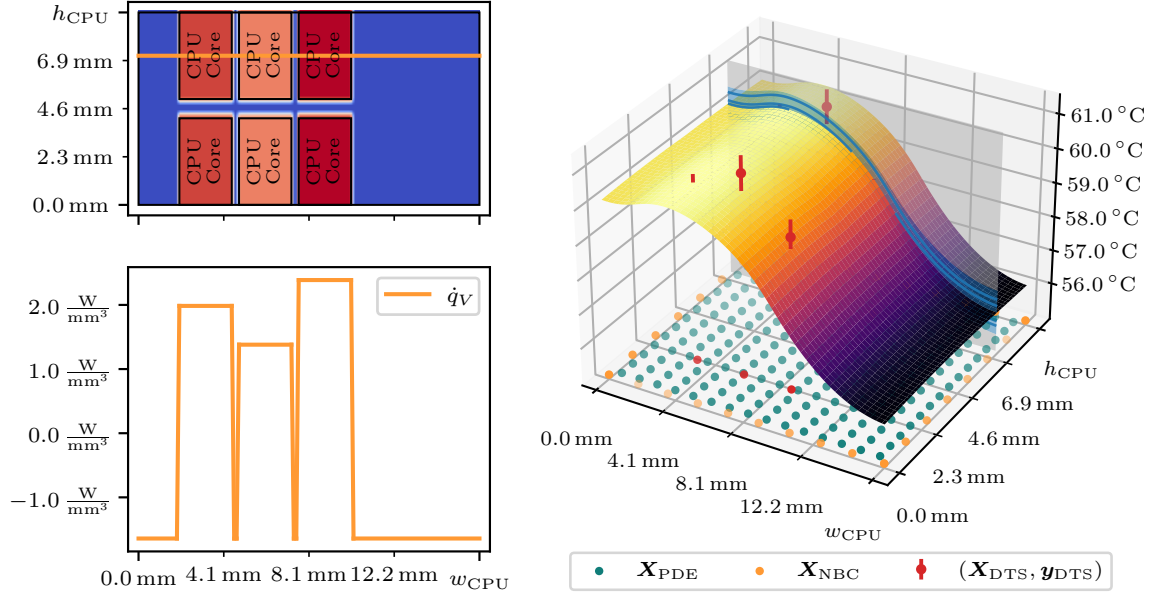 h_CPU
6.9 mm
4.6 mm
2.3 mm
0.0 mm
CPU Core
CPU Core
CPU Core
CPU Core
CPU Core
CPU Core
2.0 W/mm³
1.0 W/mm³
0.0 W/mm³
−1.0 W/mm³
q̇_V
0.0 mm
4.1 mm
8.1 mm
12.2 mm
w_CPU
61.0 °C
60.0 °C
59.0 °C
58.0 °C
57.0 °C
56.0 °C
h_CPU
6.9 mm
4.6 mm
2.3 mm
0.0 mm
0.0 mm
4.1 mm
8.1 mm
12.2 mm
w_CPU
X_PDE
X_NBC
(X_DTS, y_DTS)